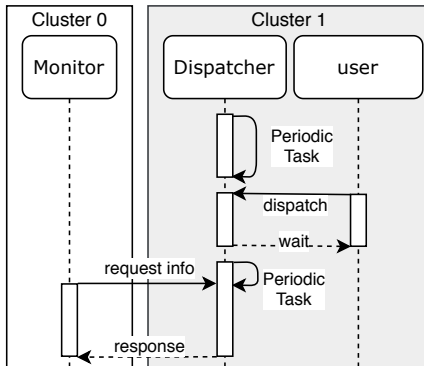 Cluster 0
Cluster 1
Monitor
Dispatcher
user
Periodic
Task
dispatch
wait
request info
Periodic
Task
response